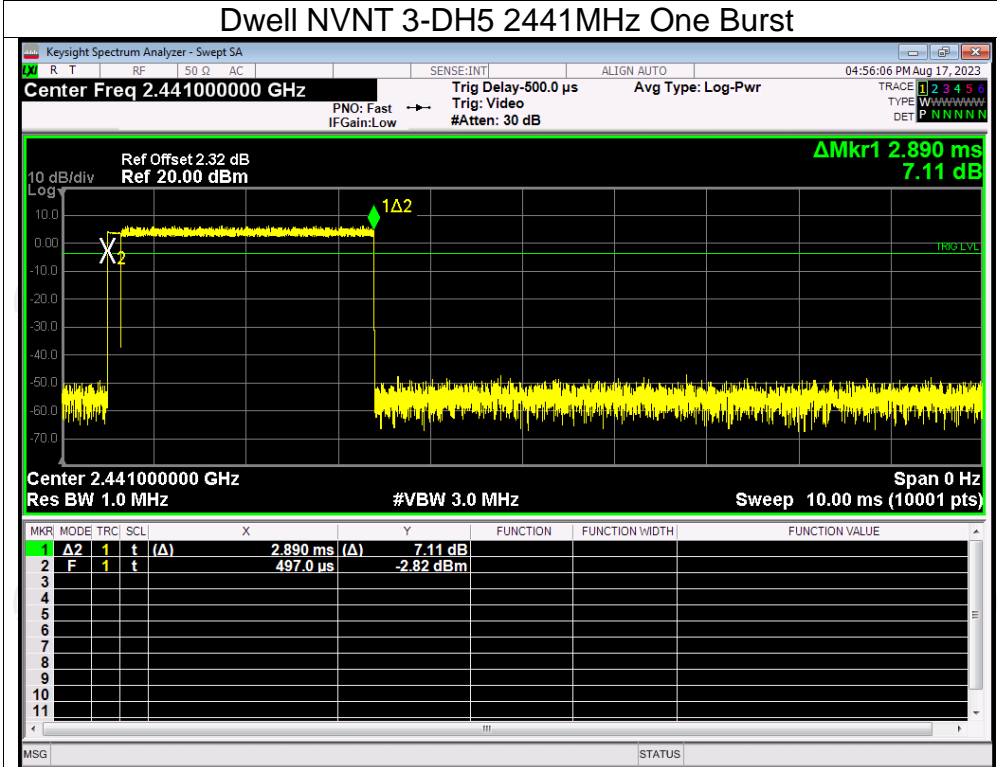 Dwell NVNT 3-DH5 2441MHz One Burst
Keysight Spectrum Analyzer - Swept SA
LXI R T RF 50 Ω AC SENSE:INT ALIGN AUTO 04:56:06 PM Aug 17, 2023
Center Freq 2.441000000 GHz Trig Delay-500.0 µs Avg Type: Log-Pwr TRACE 1 2 3 4 5 6
PNO: Fast Trig: Video TYPE WWWWWW
IFGain:Low #Atten: 30 dB DET P N N N N N
ΔMkr1 2.890 ms
7.11 dB
Ref Offset 2.32 dB
10 dB/div Ref 20.00 dBm
Log
1Δ2
10.0
0.00
TRIG LVL
2
-10.0
-20.0
-30.0
-40.0
-50.0
-60.0
-70.0
Center 2.441000000 GHz Span 0 Hz
Res BW 1.0 MHz #VBW 3.0 MHz Sweep 10.00 ms (10001 pts)
MKR MODE TRC SCL X Y FUNCTION FUNCTION WIDTH FUNCTION VALUE
1 Δ2 1 t (Δ) 2.890 ms (Δ) 7.11 dB
2 F 1 t 497.0 µs -2.82 dBm
3
4
5
6
7
8
9
10
11
MSG STATUS